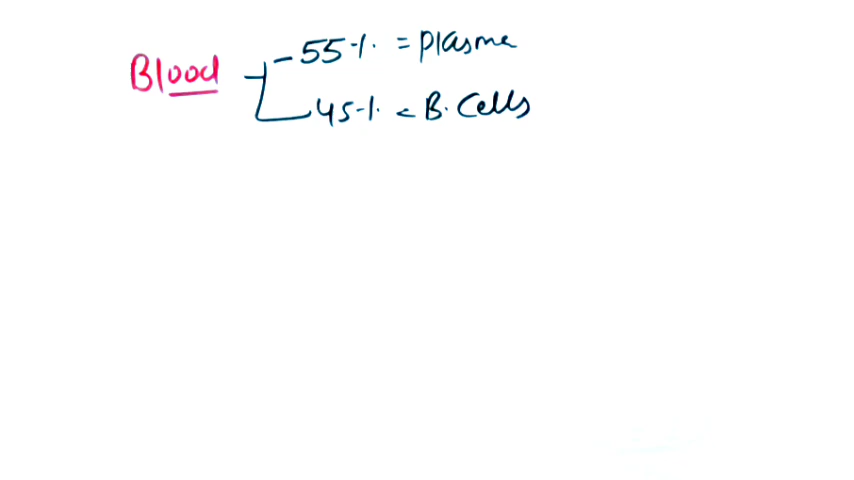 Blood
- 55% = Plasma
45% = B. Cells